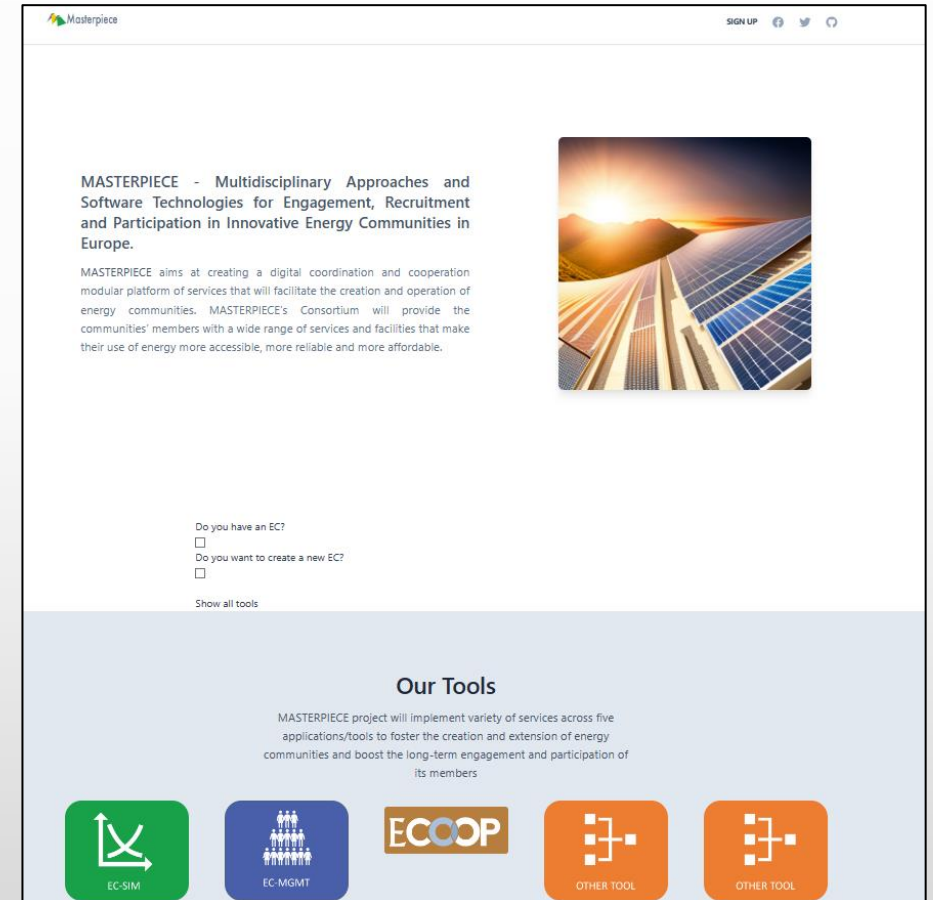 Masterpiece
SIGN UP
MASTERPIECE - Multidisciplinary Approaches and
Software Technologies for Engagement, Recruitment
and Participation in Innovative Energy Communities in
Europe.
MASTERPIECE aims at creating a digital coordination and cooperation
modular platform of services that will facilitate the creation and operation of
energy communities. MASTERPIECE's Consortium will provide the
communities' members with a wide range of services and facilities that make
their use of energy more accessible, more reliable and more affordable.
Do you have an EC?
Do you want to create a new EC?
Show all tools
Our Tools
MASTERPIECE project will implement variety of services across five
applications/tools to foster the creation and extension of energy
communities and boost the long-term engagement and participation of
its members
EC-SIM
EC-MGMT
ECOOP
OTHER TOOL
OTHER TOOL